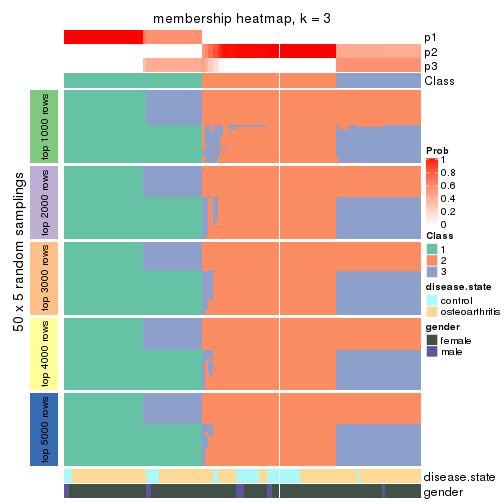 membership heatmap, k = 3
p1
p2
p3
Class
50 x 5 random samplings
top 1000 rows
top 2000 rows
top 3000 rows
top 4000 rows
top 5000 rows
Prob
1
0.8
0.6
0.4
0.2
0
Class
1
2
3
disease.state
control
osteoarthritis
gender
female
male
disease.state
gender